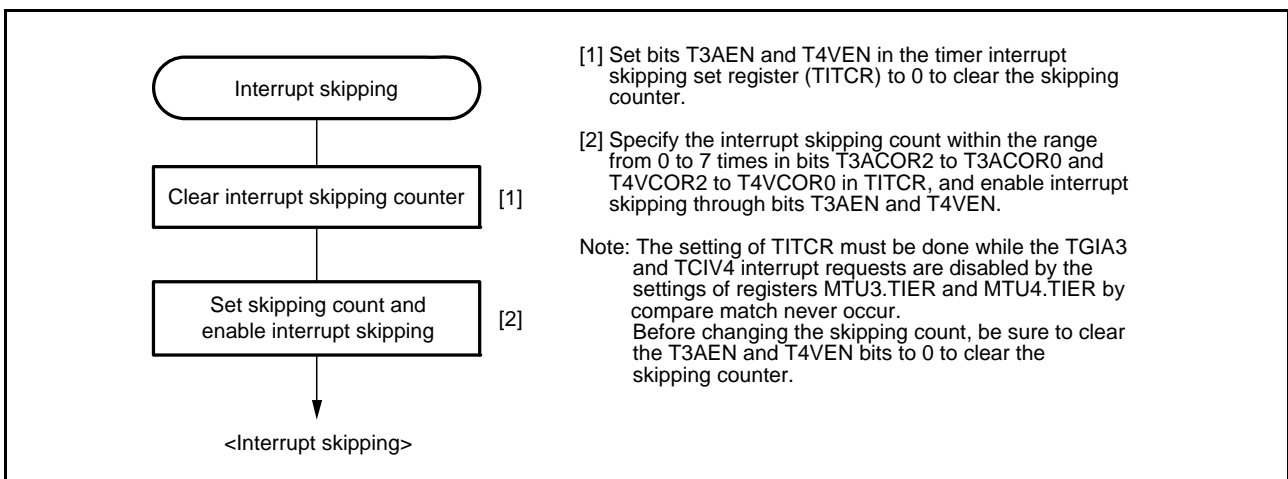 Interrupt skipping
Clear interrupt skipping counter
[1]
Set skipping count and
enable interrupt skipping
[2]
<Interrupt skipping>
[1] Set bits T3AEN and T4VEN in the timer interrupt
skipping set register (TITCR) to 0 to clear the skipping
counter.
[2] Specify the interrupt skipping count within the range
from 0 to 7 times in bits T3ACOR2 to T3ACOR0 and
T4VCOR2 to T4VCOR0 in TITCR, and enable interrupt
skipping through bits T3AEN and T4VEN.
Note: The setting of TITCR must be done while the TGIA3
and TCIV4 interrupt requests are disabled by the
settings of registers MTU3.TIER and MTU4.TIER by
compare match never occur.
Before changing the skipping count, be sure to clear
the T3AEN and T4VEN bits to 0 to clear the
skipping counter.